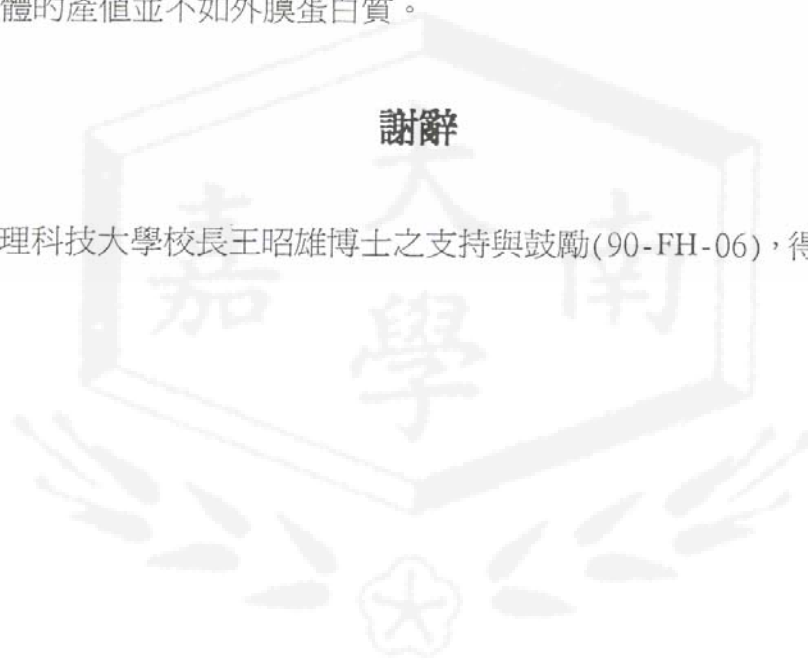 體的產值並不如外膜蛋白質。
謝辭
理科技大學校長王昭雄博士之支持與鼓勵(90-FH-06)，得
大
嘉
南
學